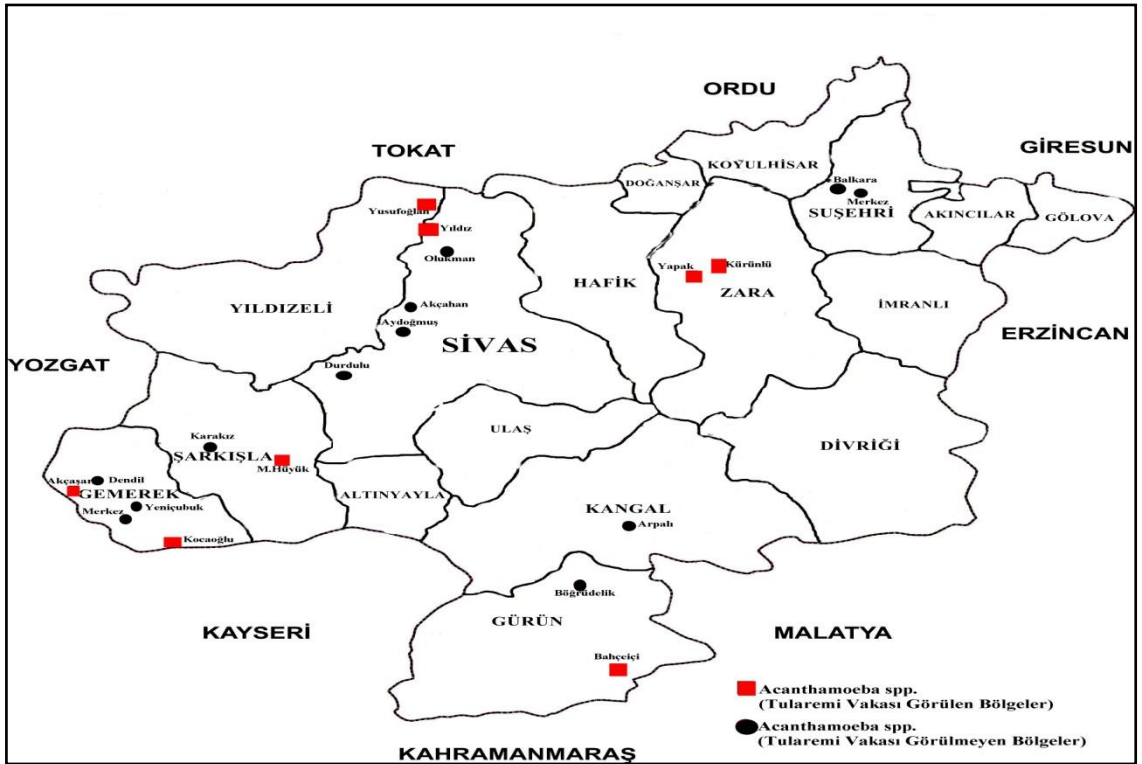 ORDU
TOKAT
GİRESUN
KOYULHİSAR
DOĞANŞAR
Balkara
Merkez
SUŞEHRİ
AKINCILAR
GÖLOVA
Yusufoğlan
Yıldız
Olukman
Yapak
Kürünlü
HAFİK
ZARA
İMRANLI
YILDIZELİ
Akçahan
Aydoğmuş
SİVAS
ERZİNCAN
YOZGAT
Durdulu
Karakız
ŞARKIŞLA
M.Hüyük
ULAŞ
DİVRİĞİ
Akçaşar
Dendil
GEMEREK
Merkez
Yeniçubuk
ALTINYAYLA
KANGAL
Arpalı
Kocaoğlu
Böğrüdelik
KAYSERİ
GÜRÜN
MALATYA
Bahçeiçi
Acanthamoeba spp.
(Tularemi Vakası Görülen Bölgeler)
Acanthamoeba spp.
(Tularemi Vakası Görülmeyen Bölgeler)
KAHRAMANMARAŞ